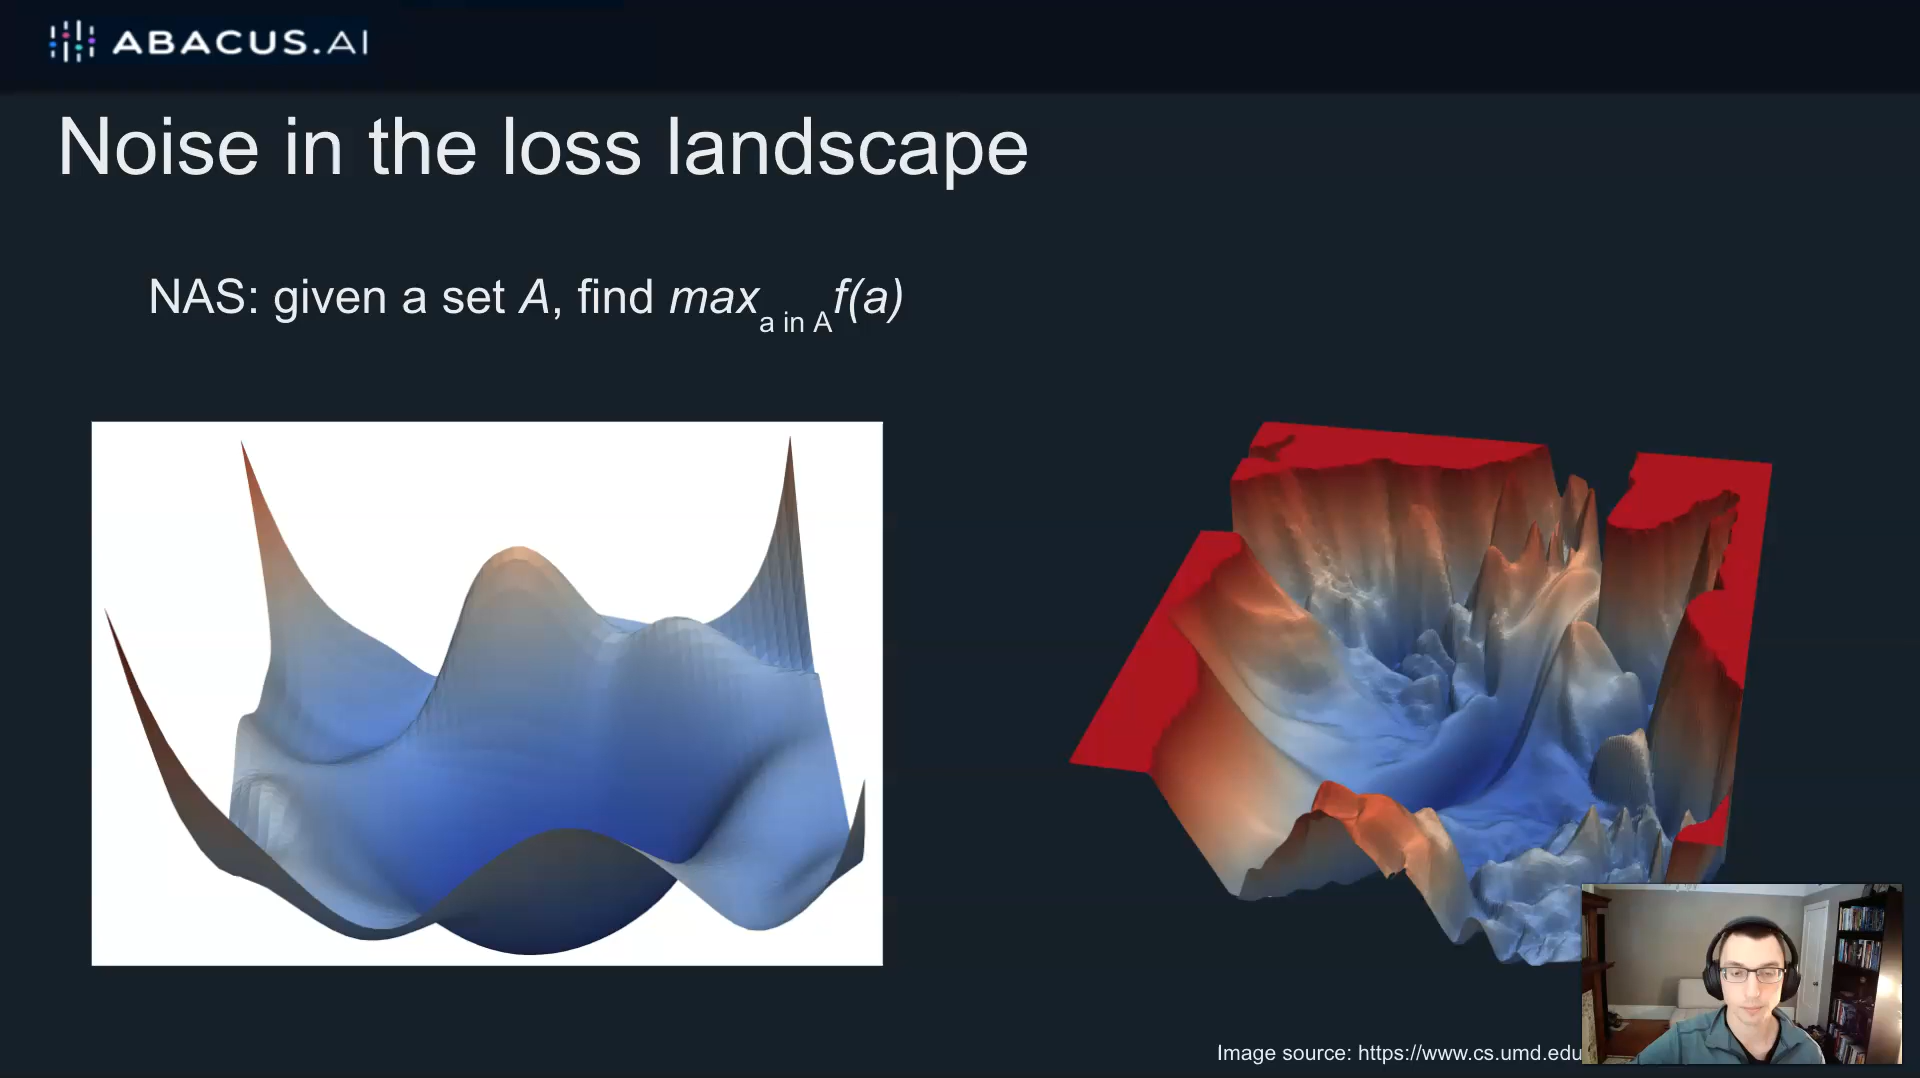 ABACUS.AI
Noise in the loss landscape
NAS: given a set A, find max a in A f(a)
Image source: https://www.cs.umd.edu